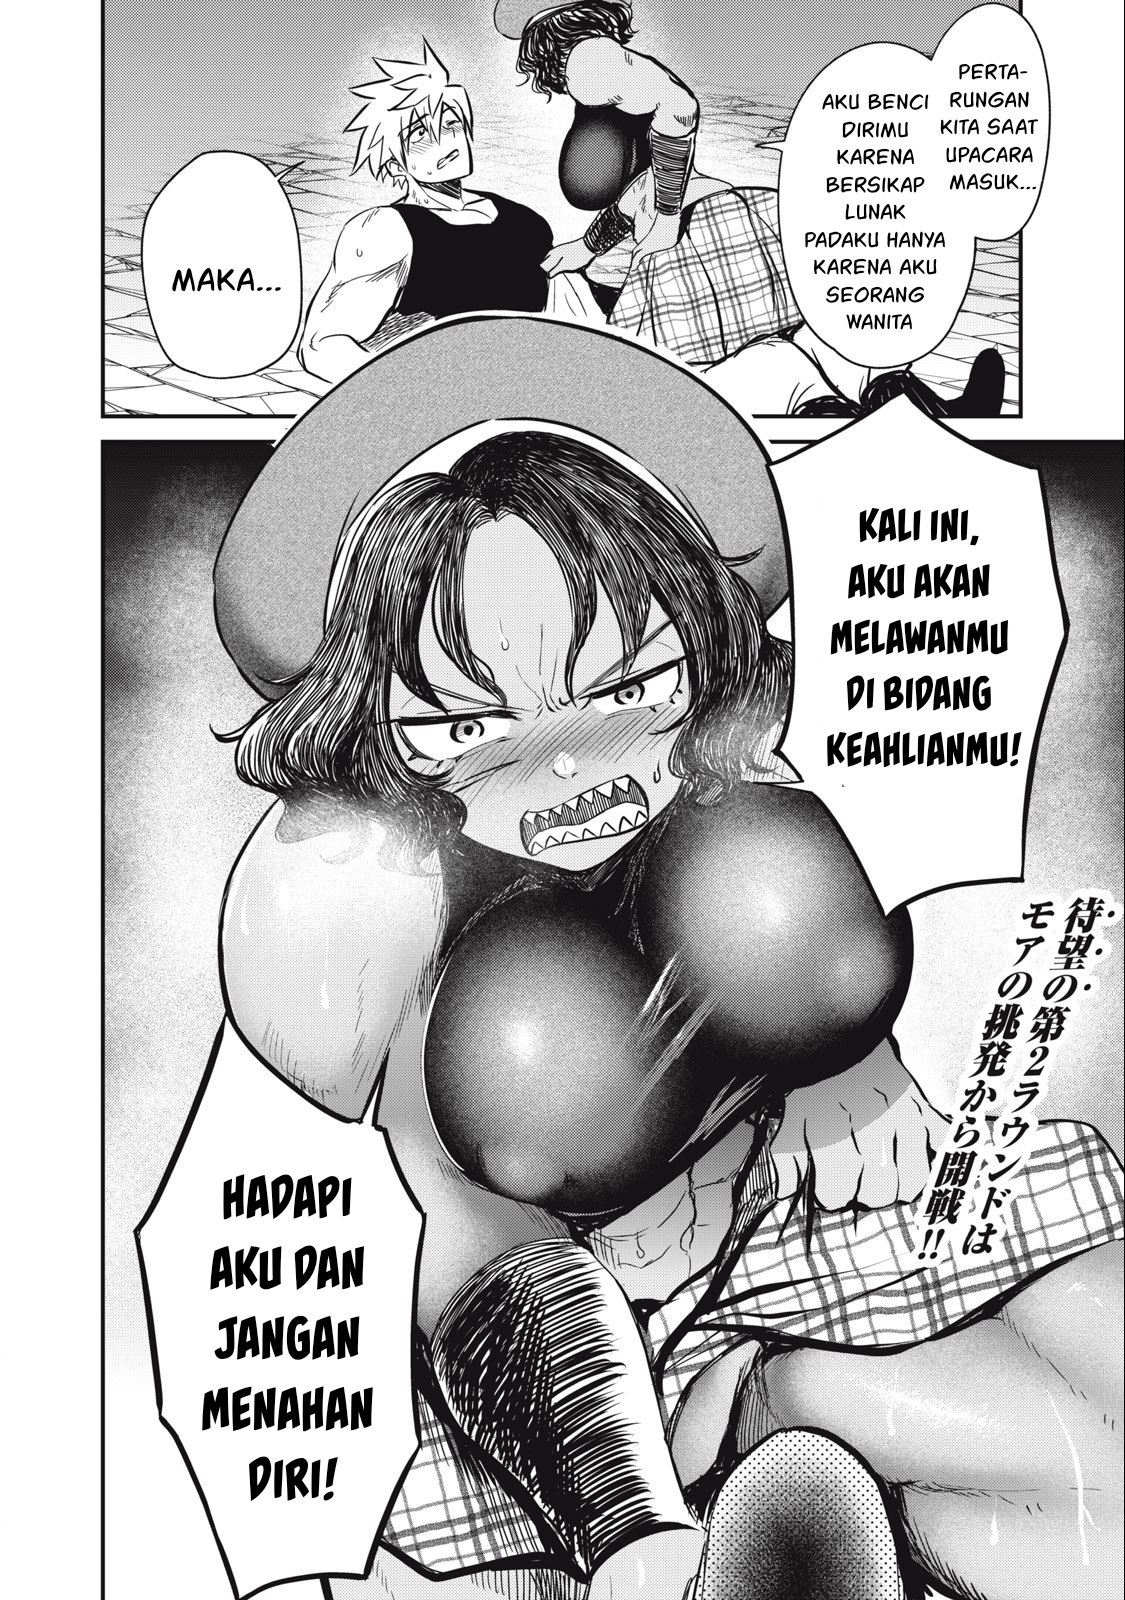 PERTA-
RUNGAN
KITA SAAT
UPACARA
MASUK...
AKU BENCI
DIRIMU
KARENA
BERSIKAP
LUNAK
PADAKU HANYA
KARENA AKU
SEORANG
WANITA
MAKA...
KALI INI,
AKU AKAN
MELAWANMU
DI BIDANG
KEAHLIANMU!
待望の第2ラウンドは
モアの挑発から開戦!!
HADAPI
AKU DAN
JANGAN
MENAHAN
DIRI!